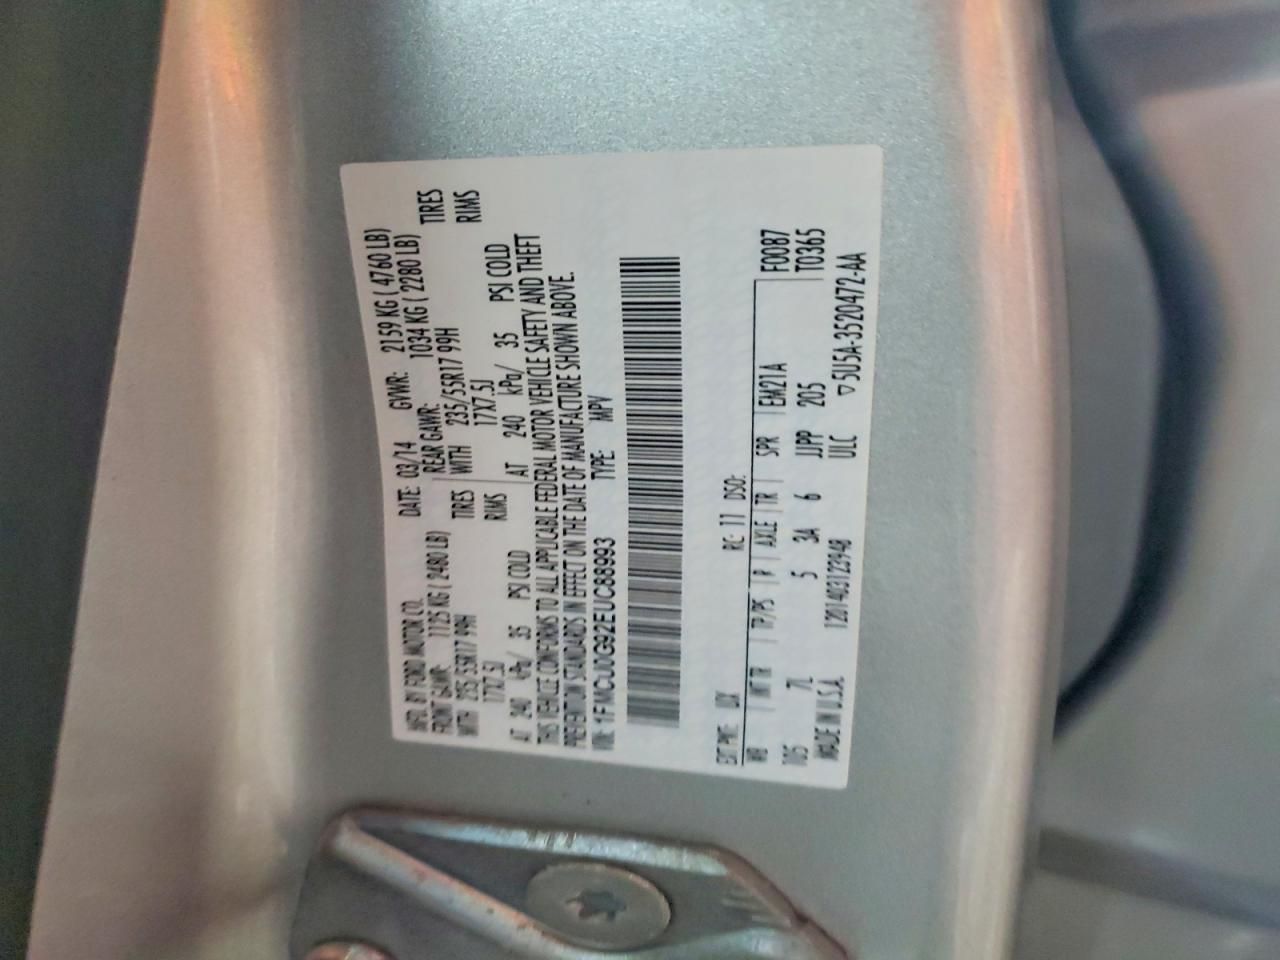 MFD. BY FORD MOTOR CO. DATE: 03/14 GVWR: 2159 KG ( 4760 LB)
FRONT GAWR: 1125 KG ( 2480 LB) REAR GAWR: 1034 KG ( 2280 LB)
WITH 235/55R17 99H TIRES WITH 235/55R17 99H TIRES
17X7.5J RIMS 17X7.5J RIMS
AT 240 kPa/ 35 PSI COLD AT 240 kPa/ 35 PSI COLD
THIS VEHICLE CONFORMS TO ALL APPLICABLE FEDERAL MOTOR VEHICLE SAFETY AND THEFT
PREVENTION STANDARDS IN EFFECT ON THE DATE OF MANUFACTURE SHOWN ABOVE.
VIN: 1FMCU0G92EUC88993 TYPE: MPV
EXT PNT: UX RC: 11 DSO: F0087
WB INT TR TP/PS R AXLE TR SPR EM21A T0365
105 7L 5 3A 6 JJPP 205
MADE IN U.S.A. 120140312394B ULC ▽5U5A-3520472-AA